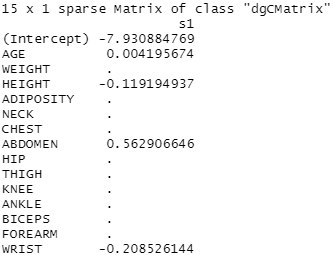 15 x 1 sparse Matrix of class "dgCMatrix"
s1
(Intercept) -7.930884769
AGE 0.004195674
WEIGHT .
HEIGHT -0.119194937
ADIPOSITY .
NECK .
CHEST .
ABDOMEN 0.562906646
HIP .
THIGH .
KNEE .
ANKLE .
BICEPS .
FOREARM .
WRIST -0.208526144